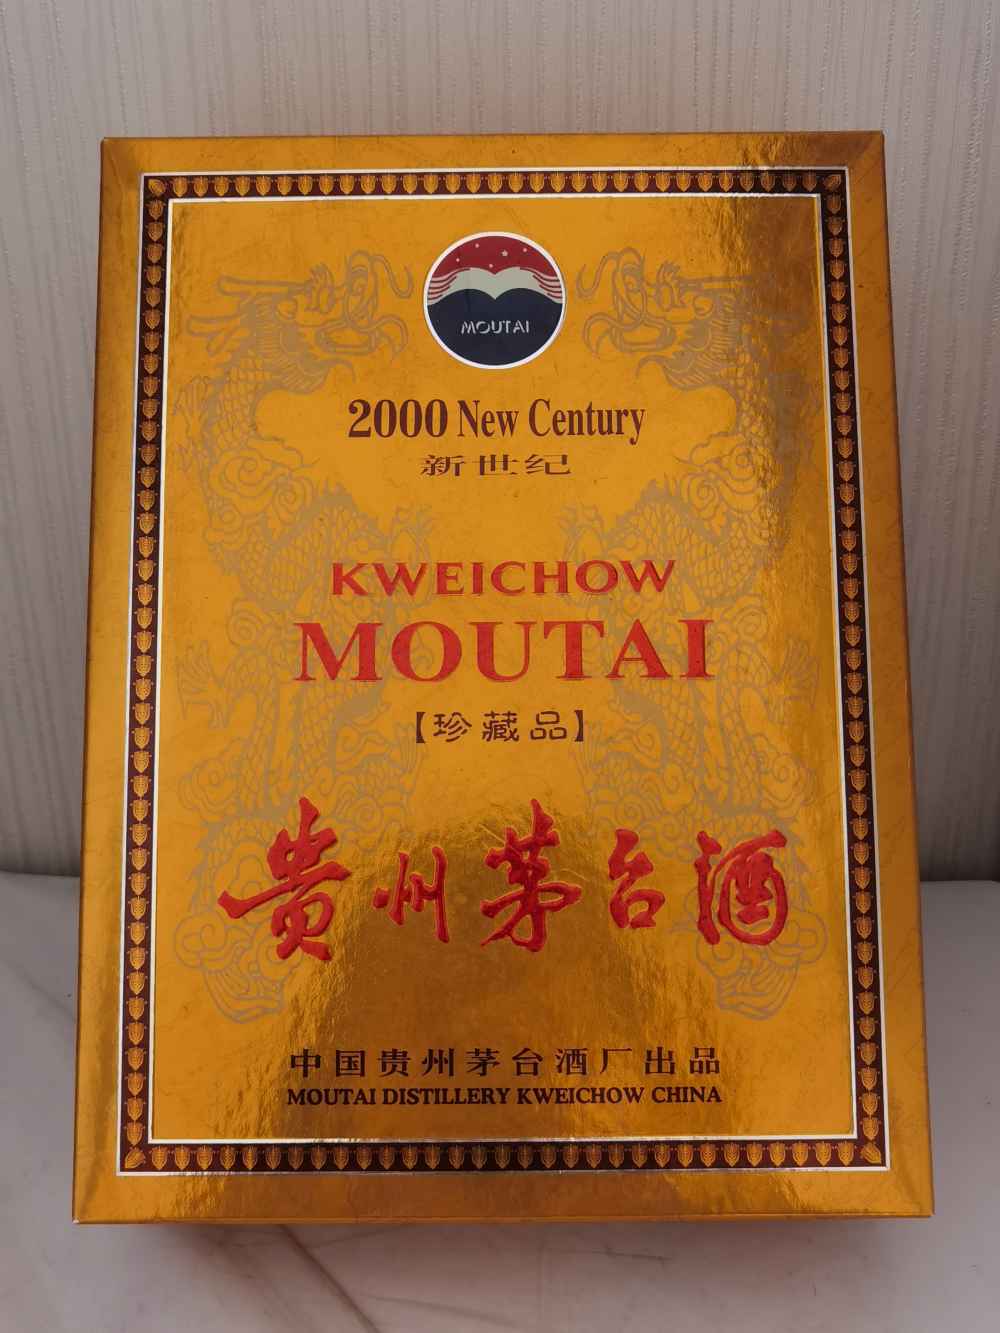 MOUTAI
2000 New Century
新世纪
KWEICHOW
MOUTAI
【珍藏品】
贵州茅台酒
中国贵州茅台酒厂出品
MOUTAI DISTILLERY KWEICHOW CHINA